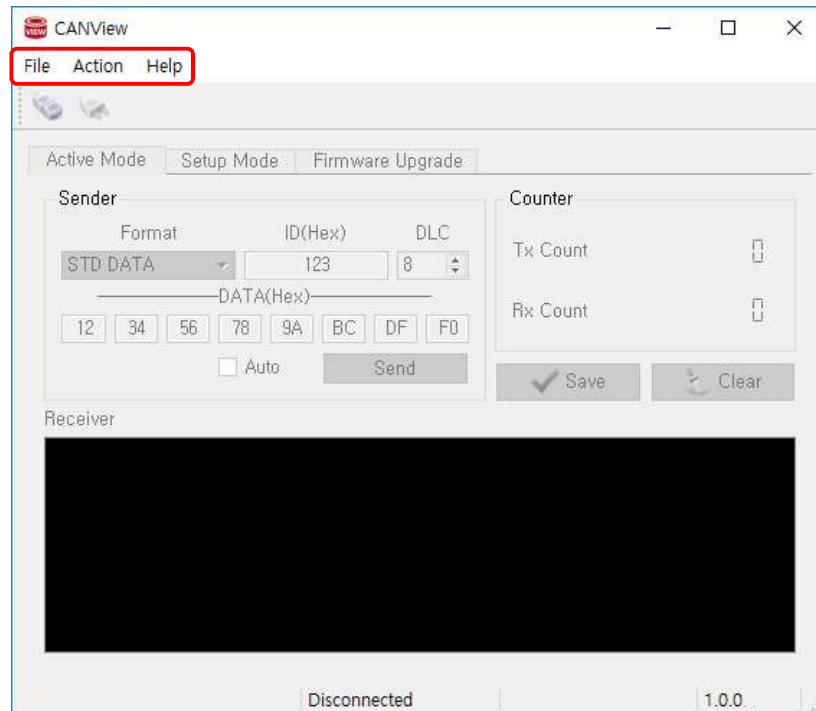 VIEW CANView
File Action Help
Active Mode Setup Mode Firmware Upgrade
Sender
Format ID(Hex) DLC
STD DATA 123 8
DATA(Hex)
12 34 56 78 9A BC DF F0
Auto Send
Counter
Tx Count 0
Rx Count 0
Save Clear
Receiver
Disconnected 1.0.0